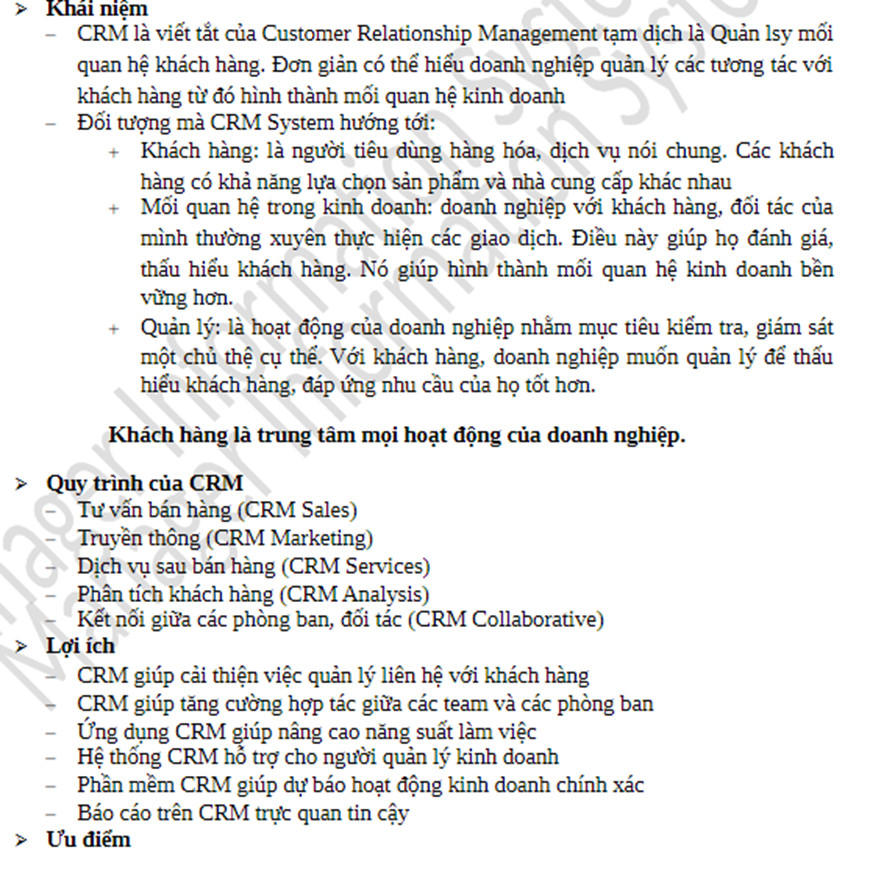 ➢ Khái niệm
– CRM là viết tắt của Customer Relationship Management tạm dịch là Quản lsy mối
quan hệ khách hàng. Đơn giản có thể hiểu doanh nghiệp quản lý các tương tác với
khách hàng từ đó hình thành mối quan hệ kinh doanh
– Đối tượng mà CRM System hướng tới:
+ Khách hàng: là người tiêu dùng hàng hóa, dịch vụ nói chung. Các khách
hàng có khả năng lựa chọn sản phẩm và nhà cung cấp khác nhau
+ Mối quan hệ trong kinh doanh: doanh nghiệp với khách hàng, đối tác của
mình thường xuyên thực hiện các giao dịch. Điều này giúp họ đánh giá,
thấu hiểu khách hàng. Nó giúp hình thành mối quan hệ kinh doanh bền
vững hơn.
+ Quản lý: là hoạt động của doanh nghiệp nhằm mục tiêu kiểm tra, giám sát
một chủ thệ cụ thể. Với khách hàng, doanh nghiệp muốn quản lý để thấu
hiểu khách hàng, đáp ứng nhu cầu của họ tốt hơn.
Khách hàng là trung tâm mọi hoạt động của doanh nghiệp.
➢ Quy trình của CRM
– Tư vấn bán hàng (CRM Sales)
– Truyền thông (CRM Marketing)
– Dịch vụ sau bán hàng (CRM Services)
– Phân tích khách hàng (CRM Analysis)
– Kết nối giữa các phòng ban, đối tác (CRM Collaborative)
➢ Lợi ích
– CRM giúp cải thiện việc quản lý liên hệ với khách hàng
– CRM giúp tăng cường hợp tác giữa các team và các phòng ban
– Ứng dụng CRM giúp nâng cao năng suất làm việc
– Hệ thống CRM hỗ trợ cho người quản lý kinh doanh
– Phần mềm CRM giúp dự báo hoạt động kinh doanh chính xác
– Báo cáo trên CRM trực quan tin cậy
➢ Ưu điểm
nager Information Syste
Manager Information Syste